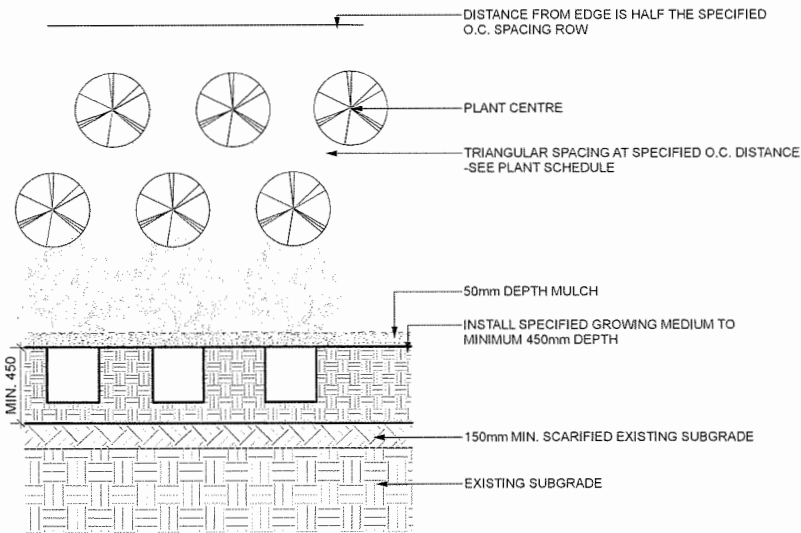 DISTANCE FROM EDGE IS HALF THE SPECIFIED
O.C. SPACING ROW
PLANT CENTRE
TRIANGULAR SPACING AT SPECIFIED O.C. DISTANCE
-SEE PLANT SCHEDULE
50mm DEPTH MULCH
INSTALL SPECIFIED GROWING MEDIUM TO
MINIMUM 450mm DEPTH
MIN. 450
150mm MIN. SCARIFIED EXISTING SUBGRADE
EXISTING SUBGRADE